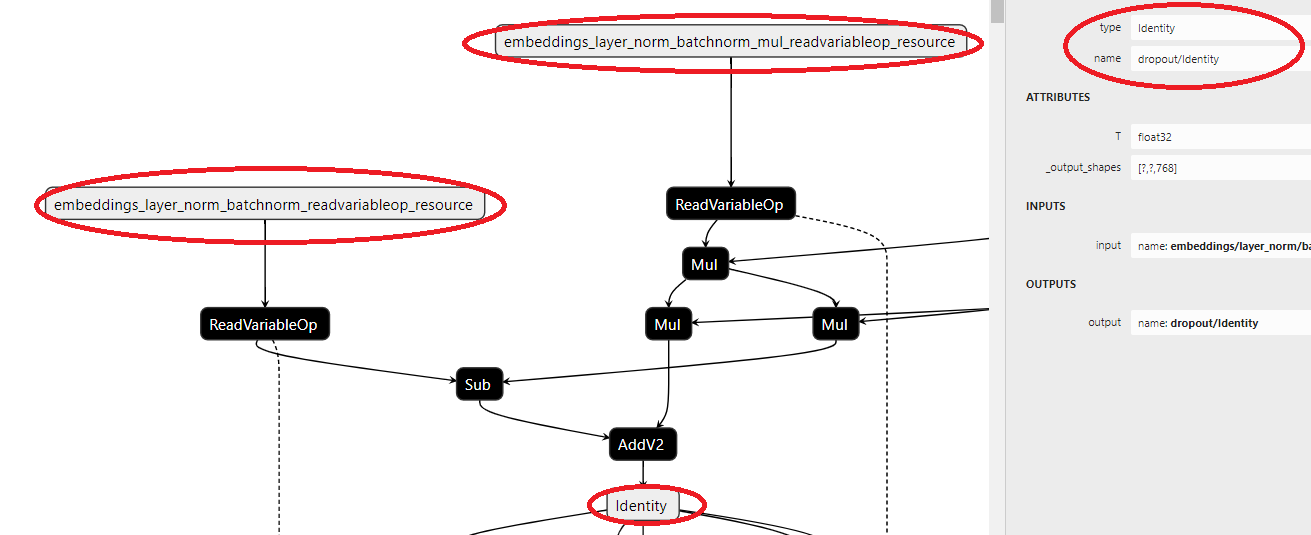 embeddings_layer_norm_batchnorm_mul_readvariableop_resource
embeddings_layer_norm_batchnorm_readvariableop_resource
ReadVariableOp
Mul
ReadVariableOp
Mul
Mul
Sub
AddV2
Identity
type Identity
name dropout/Identity
ATTRIBUTES
T float32
_output_shapes [?,?,768]
INPUTS
input name: embeddings/layer_norm/ba
OUTPUTS
output name: dropout/Identity